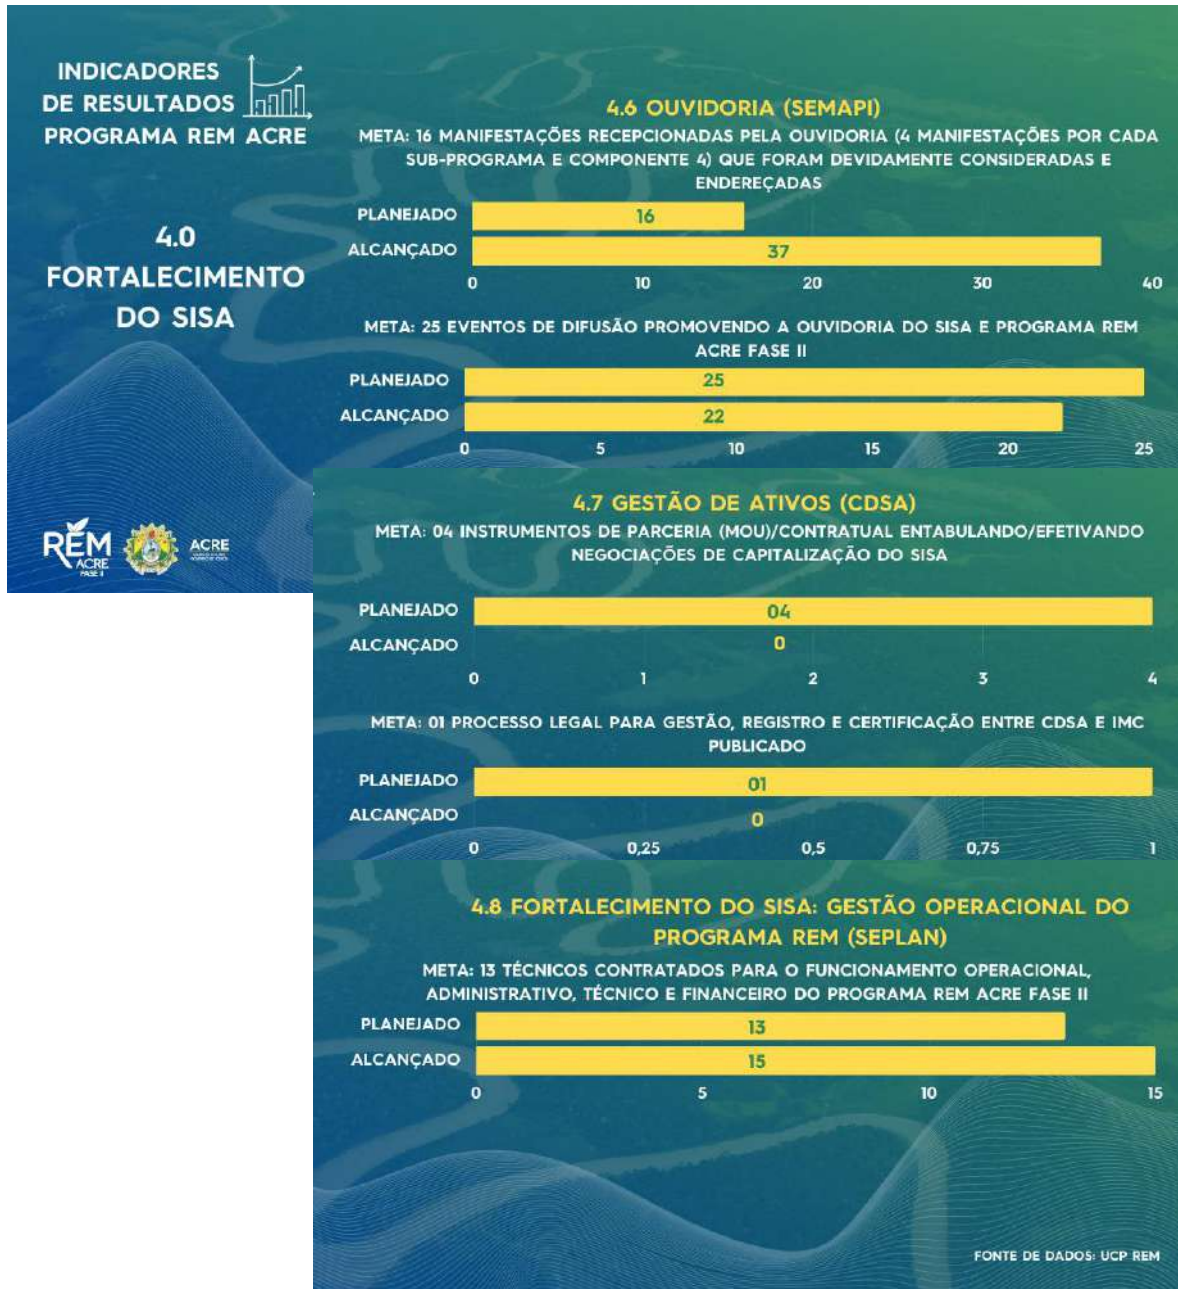 INDICADORES
DE RESULTADOS
PROGRAMA REM ACRE
4.0
FORTALECIMENTO
DO SISA
REM
ACRE
FASE II
ACRE
4.6 OUVIDORIA (SEMAPI)
META: 16 MANIFESTAÇÕES RECEPCIONADAS PELA OUVIDORIA (4 MANIFESTAÇÕES POR CADA
SUB-PROGRAMA E COMPONENTE 4) QUE FORAM DEVIDAMENTE CONSIDERADAS E
ENDEREÇADAS
PLANEJADO 16
ALCANÇADO 37
0 10 20 30 40
META: 25 EVENTOS DE DIFUSÃO PROMOVENDO A OUVIDORIA DO SISA E PROGRAMA REM
ACRE FASE II
PLANEJADO 25
ALCANÇADO 22
0 5 10 15 20 25
4.7 GESTÃO DE ATIVOS (CDSA)
META: 04 INSTRUMENTOS DE PARCERIA (MOU)/CONTRATUAL ENTABULANDO/EFETIVANDO
NEGOCIAÇÕES DE CAPITALIZAÇÃO DO SISA
PLANEJADO 04
ALCANÇADO 0
0 1 2 3 4
META: 01 PROCESSO LEGAL PARA GESTÃO, REGISTRO E CERTIFICAÇÃO ENTRE CDSA E IMC
PUBLICADO
PLANEJADO 01
ALCANÇADO 0
0 0,25 0,5 0,75 1
4.8 FORTALECIMENTO DO SISA: GESTÃO OPERACIONAL DO
PROGRAMA REM (SEPLAN)
META: 13 TÉCNICOS CONTRATADOS PARA O FUNCIONAMENTO OPERACIONAL,
ADMINISTRATIVO, TÉCNICO E FINANCEIRO DO PROGRAMA REM ACRE FASE II
PLANEJADO 13
ALCANÇADO 15
0 5 10 15
FONTE DE DADOS: UCP REM